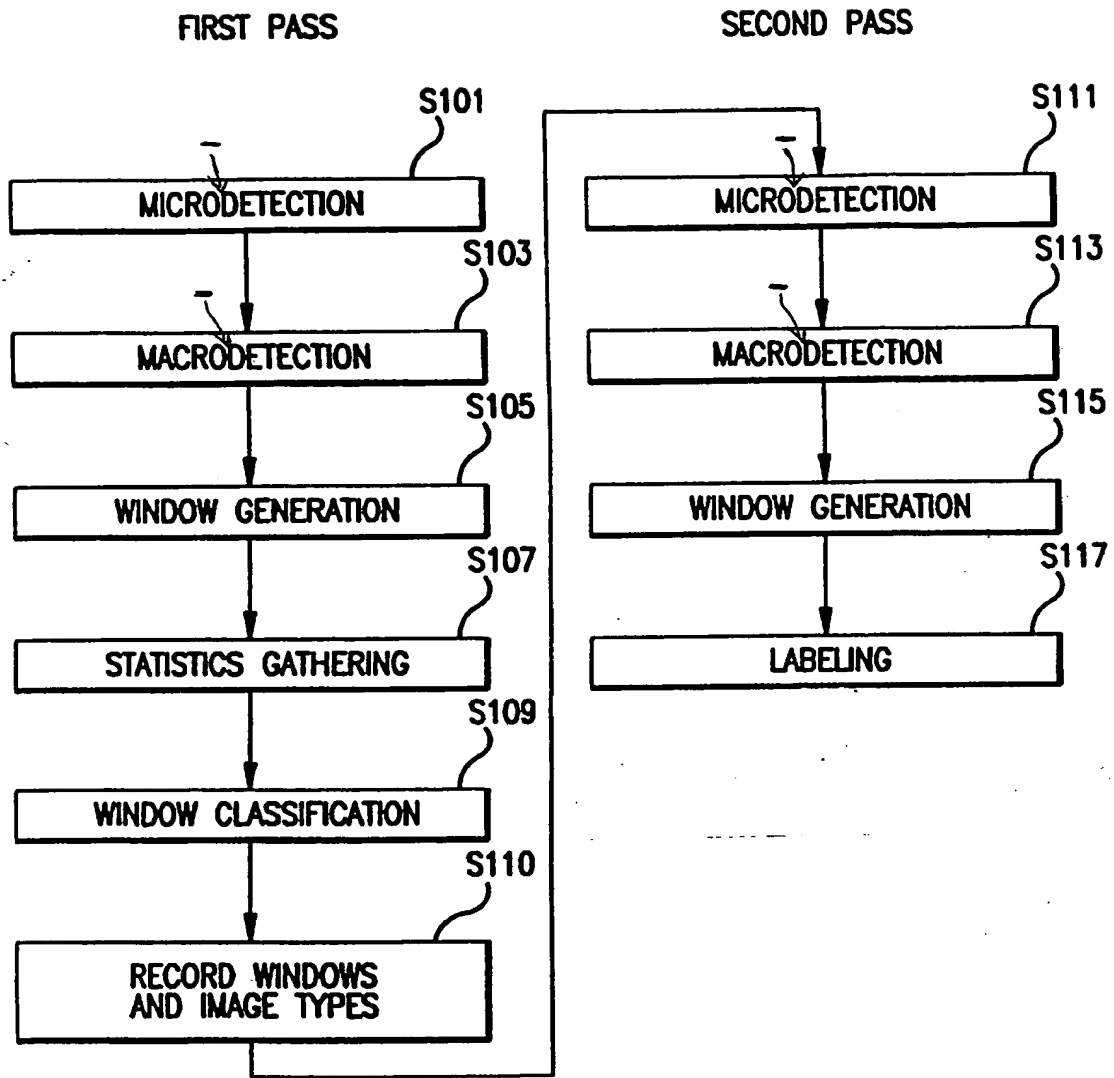 FIRST PASS
S101
MICRODETECTION
S103
MACRODETECTION
S105
WINDOW GENERATION
S107
STATISTICS GATHERING
S109
WINDOW CLASSIFICATION
S110
RECORD WINDOWS
AND IMAGE TYPES
SECOND PASS
S111
MICRODETECTION
S113
MACRODETECTION
S115
WINDOW GENERATION
S117
LABELING